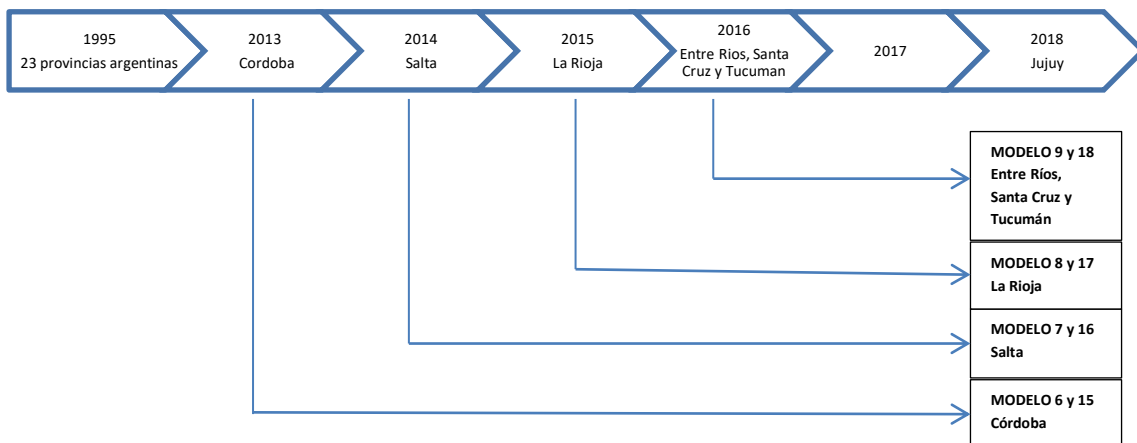 1995
23 provincias argentinas
2013
Cordoba
2014
Salta
2015
La Rioja
2016
Entre Rios, Santa
Cruz y Tucuman
2017
2018
Jujuy
MODELO 9 y 18
Entre Ríos,
Santa Cruz y
Tucumán
MODELO 8 y 17
La Rioja
MODELO 7 y 16
Salta
MODELO 6 y 15
Córdoba